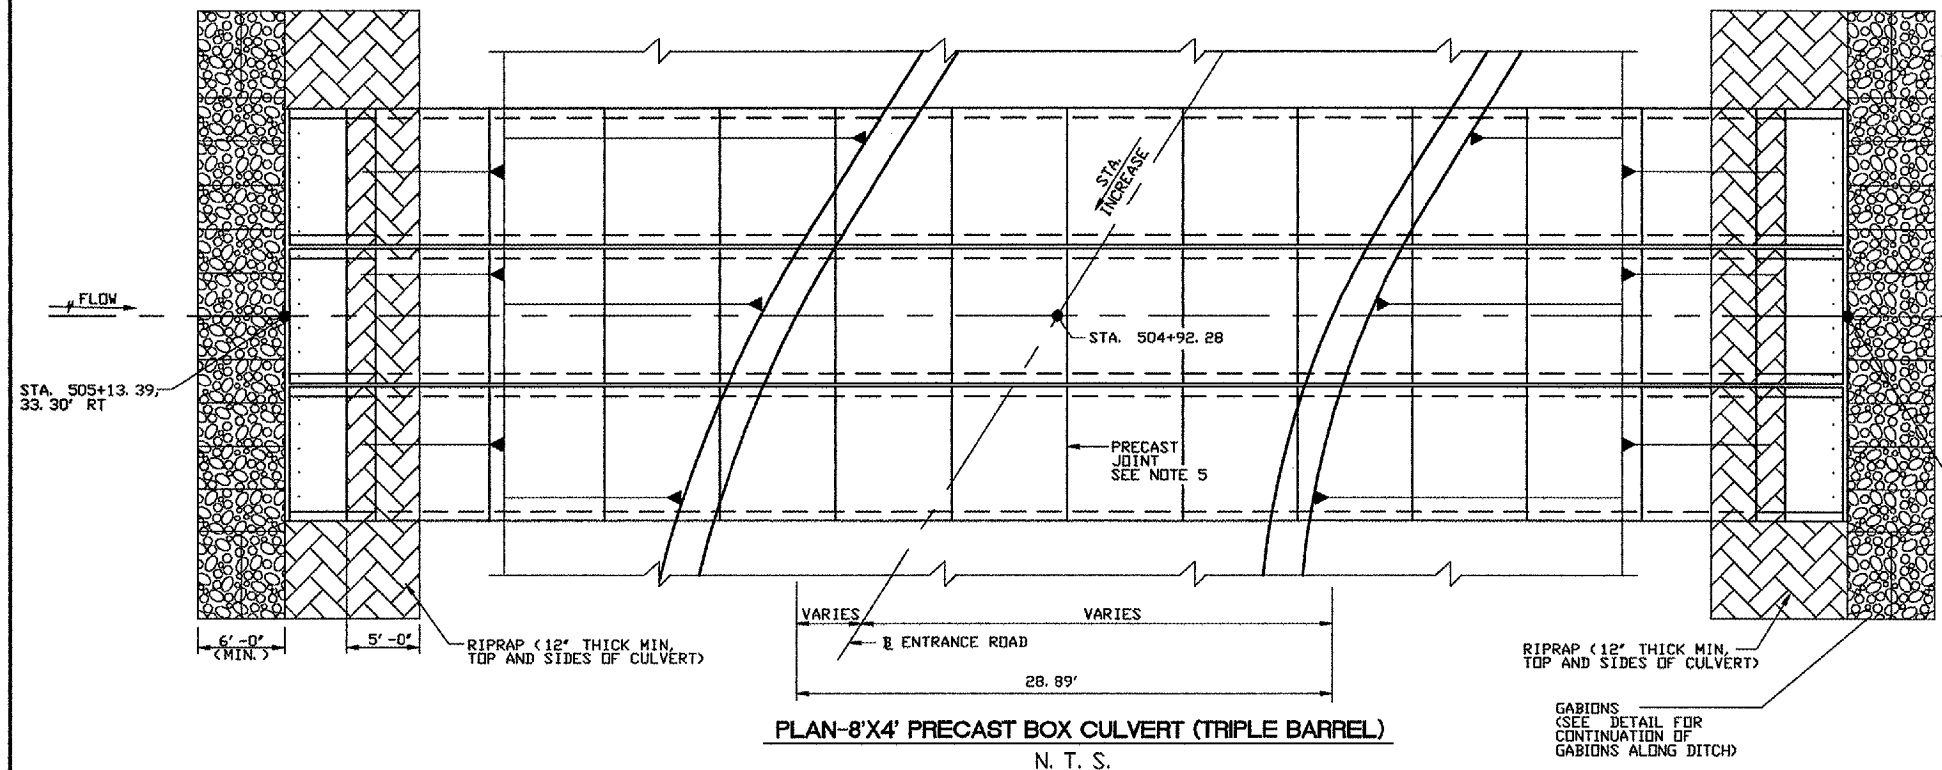 STA.
INCREASE
FLOW
STA. 504+92.28
STA. 505+13.39,
33.30' RT
PRECAST
JOINT
SEE NOTE 5
VARIES
VARIES
6'-0"
(MIN.)
5'-0"
RIPRAP (12" THICK MIN,
TOP AND SIDES OF CULVERT)
ENTRANCE ROAD
RIPRAP (12" THICK MIN,
TOP AND SIDES OF CULVERT)
28.89'
GABIONS
(SEE DETAIL FOR
CONTINUATION OF
GABIONS ALONG DITCH)
PLAN-8'X4' PRECAST BOX CULVERT (TRIPLE BARREL)
N. T. S.